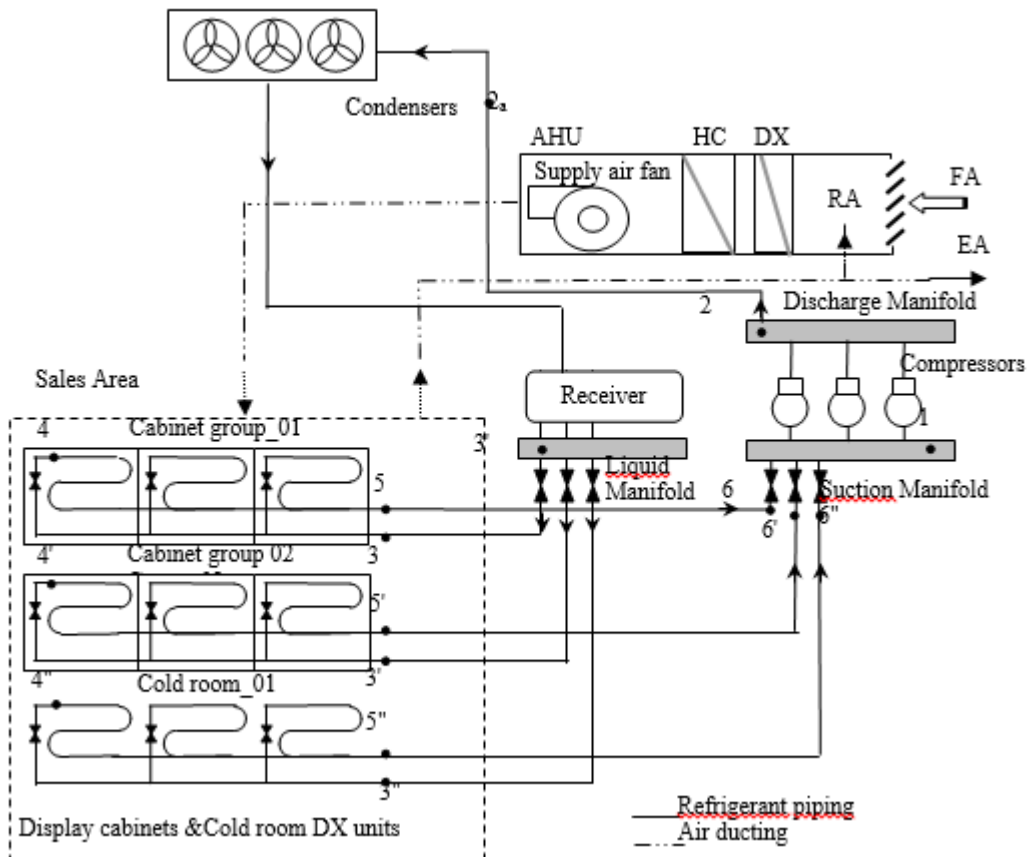 Condensers
2a
AHU
HC
DX
Supply air fan
RA
FA
EA
2
Discharge Manifold
Compressors
Sales Area
Receiver
1
4
Cabinet group_01
3'
Liquid
Manifold
5
6
Suction Manifold
6'
6"
4'
Cabinet group 02
3
5'
4"
Cold room_01
3'
5"
3"
Display cabinets &Cold room DX units
Refrigerant piping
Air ducting